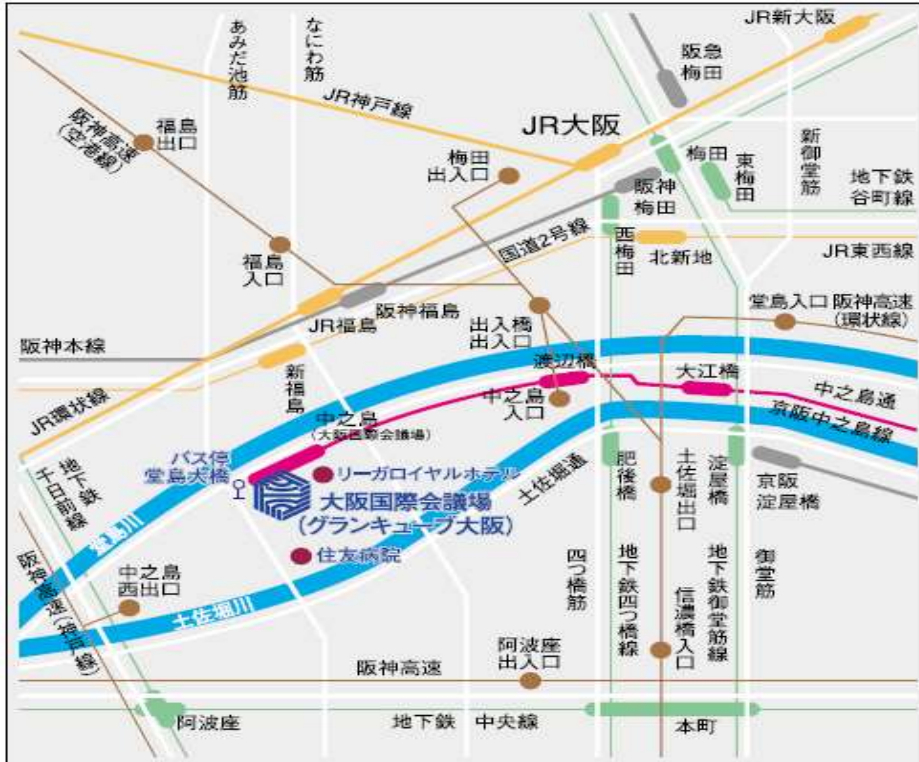 JR新大阪
阪急
梅田
あみだ池筋
なにわ筋
JR神戸線
JR大阪
阪神高速
(空港線)
福島
出口
梅田
出入口
梅田
東梅田
新御堂筋
地下鉄
谷町線
阪神
梅田
西梅田
国道2号線
北新地
JR東西線
福島
入口
JR福島
阪神福島
出入橋
出入口
堂島入口
阪神高速
(環状線)
阪神本線
新福島
渡辺橋
大江橋
中之島
入口
中之島通
京阪中之島線
JR環状線
中之島
(大阪国際会議場)
バス停
堂島大橋
リーガロイヤルホテル
大阪国際会議場
(グランキューブ大阪)
住友病院
土佐堀通
肥後橋
土佐堀出口
淀屋橋
京阪
淀屋橋
地下鉄
千日前線
堂島川
土佐堀川
阪神高速(神戸線)
中之島
西出口
四つ橋筋
地下鉄四つ橋線
信濃橋入口
地下鉄御堂筋線
御堂筋
阪神高速
阿波座
出入口
阿波座
地下鉄 中央線
本町